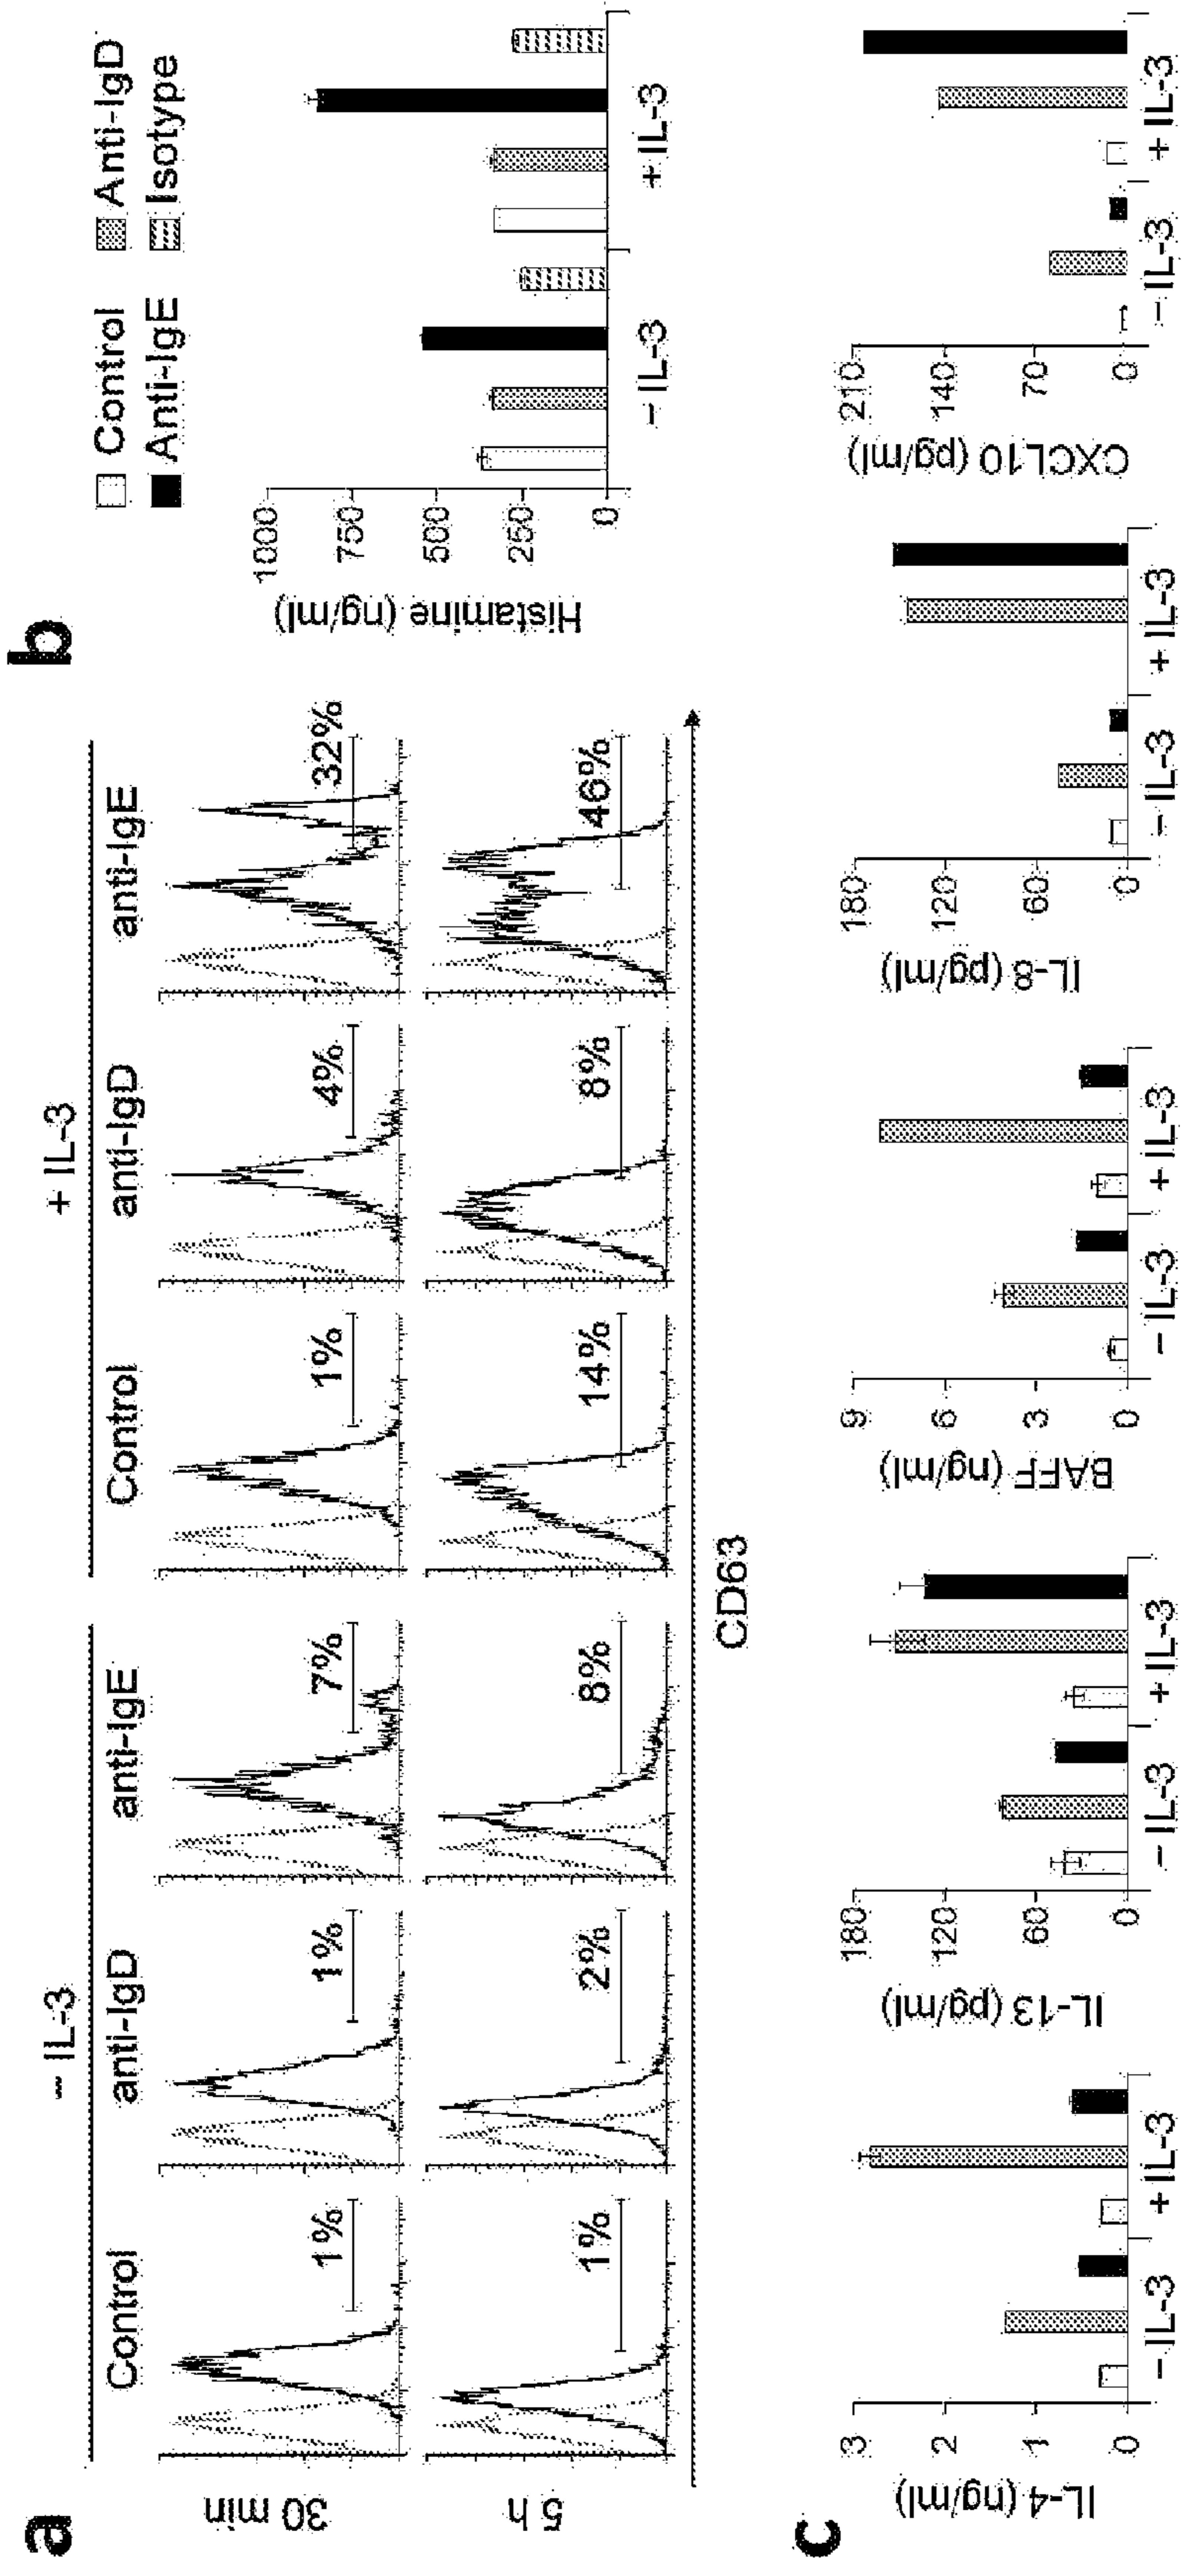 a
− IL-3
+ IL-3
Control anti-IgD anti-IgE Control anti-IgD anti-IgE
30 min
1% 1% 7% 1% 4% 32%
5 h
1% 2% 8% 14% 8% 46%
CD63
b
Control Anti-IgD
Anti-IgE Isotype
Histamine (ng/ml)
1000
750
500
250
0
− IL-3 + IL-3
c
IL-4 (ng/ml)
3
2
1
0
− IL-3 + IL-3
IL-13 (pg/ml)
180
120
60
0
− IL-3 + IL-3
BAFF (ng/ml)
9
6
3
0
− IL-3 + IL-3
IL-8 (pg/ml)
180
120
60
0
− IL-3 + IL-3
CXCL10 (pg/ml)
210
140
70
0
− IL-3 + IL-3